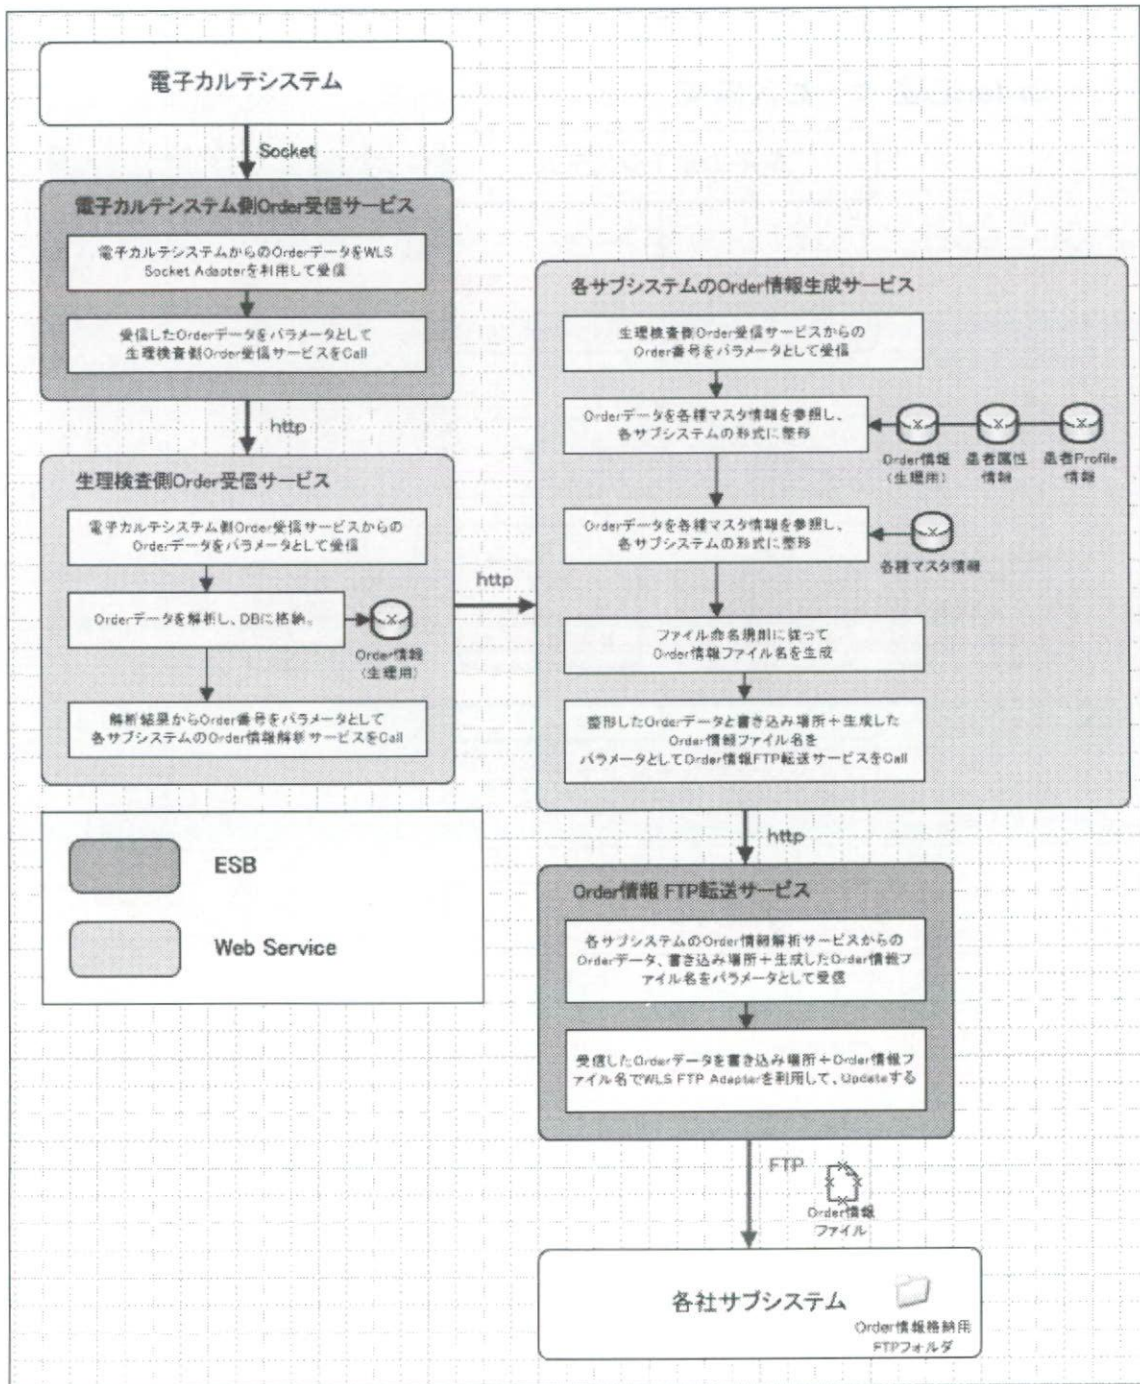 電子カルテシステム
Socket
電子カルテシステム側Order受信サービス
電子カルテシステムからのOrderデータをWLS
Socket Adapterを利用して受信
受信したOrderデータをパラメータとして
生理検査側Order受信サービスをCall
http
生理検査側Order受信サービス
電子カルテシステム側Order受信サービスからの
Orderデータをパラメータとして受信
Orderデータを解析し、DBに格納。
Order情報
(生理用)
解析結果からOrder番号をパラメータとして
各サブシステムのOrder情報解析サービスをCall
http
各サブシステムのOrder情報生成サービス
生理検査側Order受信サービスからの
Order番号をパラメータとして受信
Orderデータを各種マスタ情報を参照し、
各サブシステムの形式に整形
Order情報
(生理用)
患者属性
情報
患者Profile
情報
Orderデータを各種マスタ情報を参照し、
各サブシステムの形式に整形
各種マスタ情報
ファイル命名規則に従って
Order情報ファイル名を生成
整形したOrderデータと書き込み場所+生成した
Order情報ファイル名を
パラメータとしてOrder情報FTP転送サービスをCall
http
ESB
Web Service
Order情報 FTP転送サービス
各サブシステムのOrder情報解析サービスからの
Orderデータ、書き込み場所+生成したOrder情報フ
ァイル名をパラメータとして受信
受信したOrderデータを書き込み場所+Order情報フ
ァイル名でWLS FTP Adapterを利用して、Updateする
FTP
Order情報
ファイル
各社サブシステム
Order情報格納用
FTPフォルダ